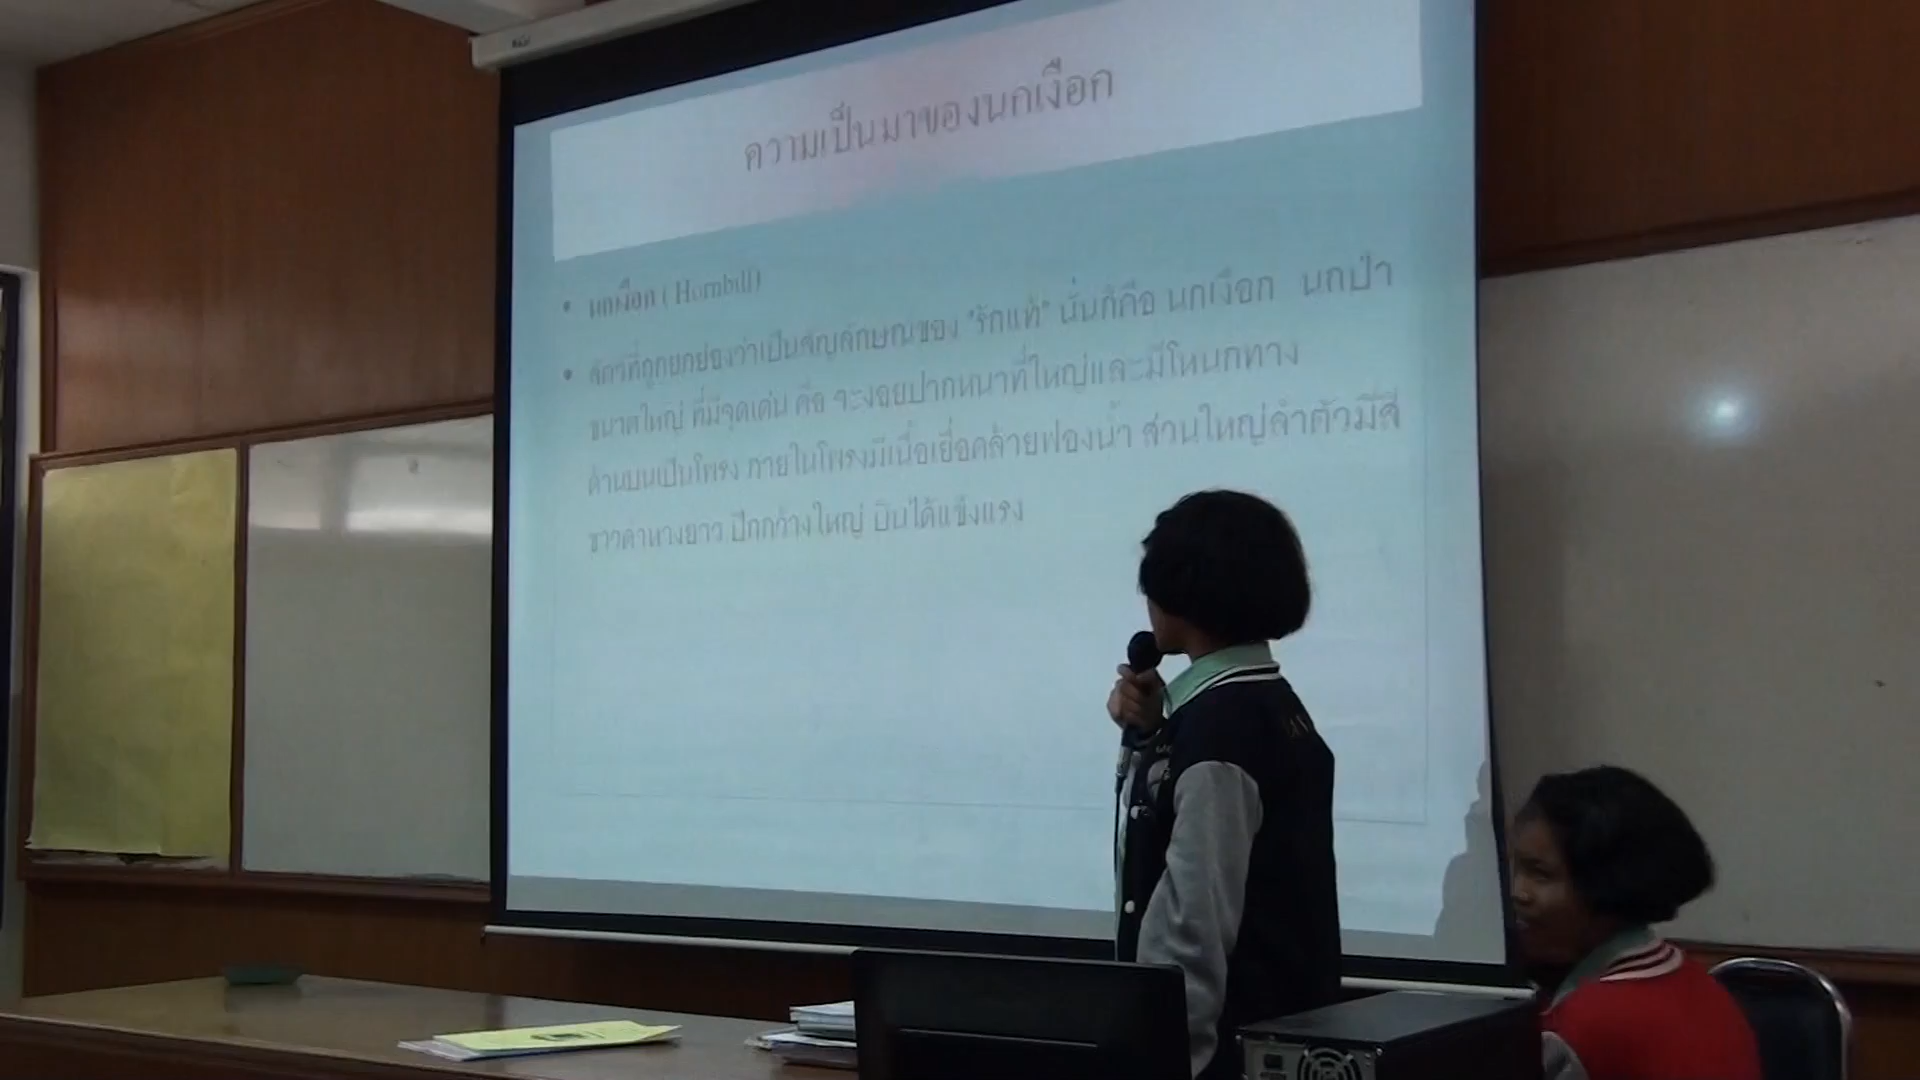 ความเป็นมาของนกเงือก
• นกเงือก ( Hornbill)
• สัตว์ที่ถูกยกย่องว่าเป็นสัญลักษณ์ของ "รักแท้" นั่นก็คือ นกเงือก นกป่า
ขนาดใหญ่ ที่มีจุดเด่น คือ จะงอยปากหนาที่ใหญ่และมีโหนกทาง
ด้านบนเป็นโพรง ภายในโพรงมีเนื้อเยื่อคล้ายฟองน้ำ ส่วนใหญ่ลำตัวมีสี
ขาวดำหางยาว ปีกกว้างใหญ่ บินได้แข็งแรง